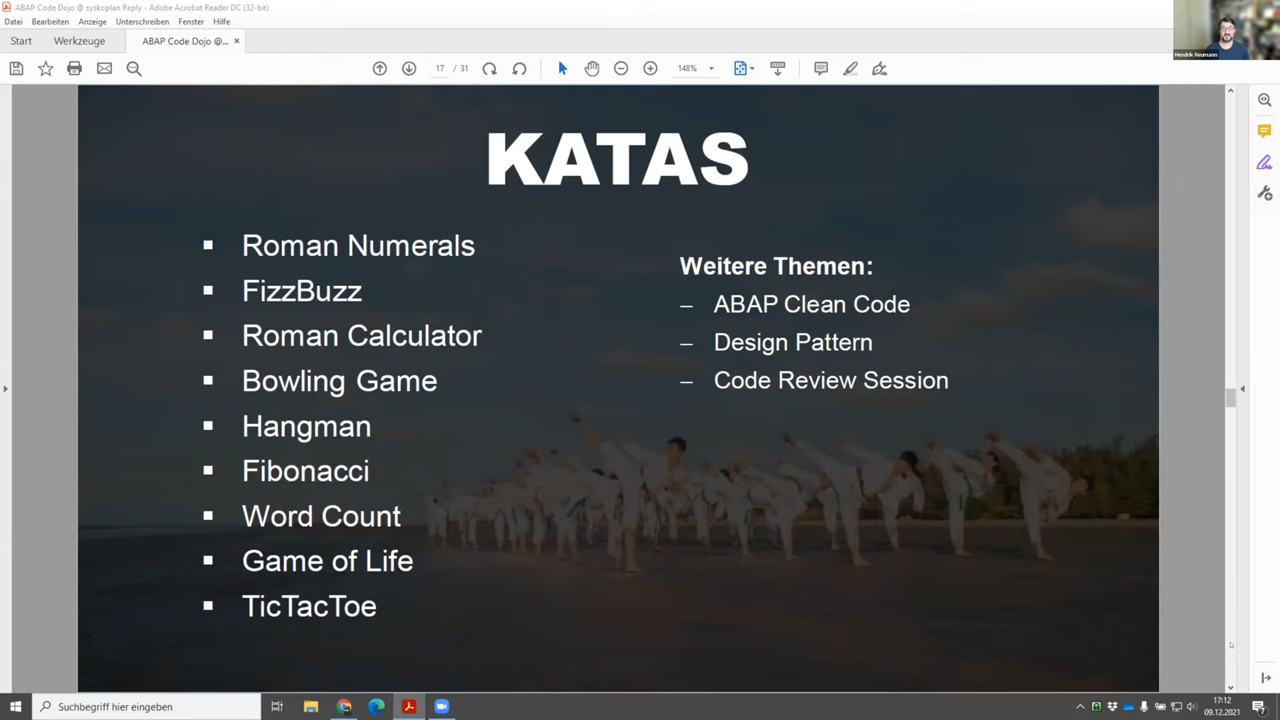 ABAP Code Dojo @ syskoplan Reply - Adobe Acrobat Reader DC (32-bit)
Datei Bearbeiten Anzeige Unterschreiben Fenster Hilfe
Start Werkzeuge ABAP Code Dojo @... ×
17 / 31 148%
Hendrik Neumann
KATAS
▪ Roman Numerals
▪ FizzBuzz
▪ Roman Calculator
▪ Bowling Game
▪ Hangman
▪ Fibonacci
▪ Word Count
▪ Game of Life
▪ TicTacToe
Weitere Themen:
– ABAP Clean Code
– Design Pattern
– Code Review Session
Suchbegriff hier eingeben
17:12
09.12.2021
7